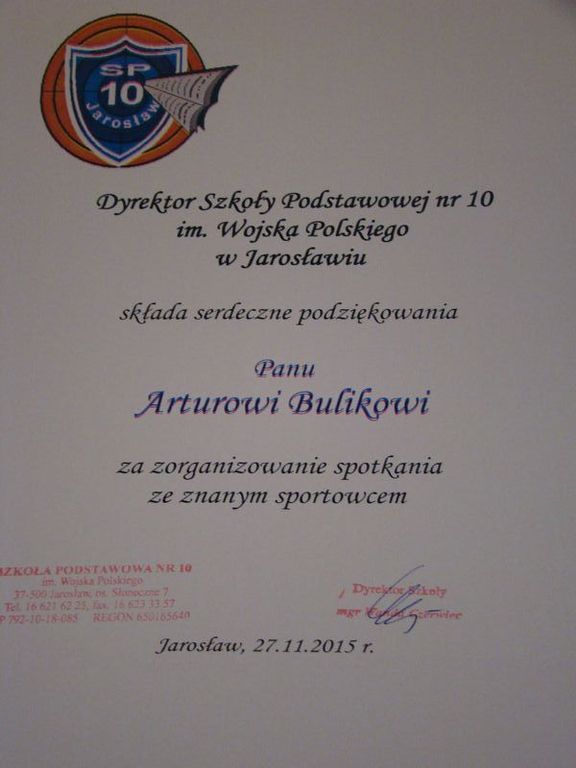 SP
10
Jarosław
Dyrektor Szkoły Podstawowej nr 10
im. Wojska Polskiego
w Jarosławiu
składa serdeczne podziękowania
Panu
Arturowi Bulikowi
za zorganizowanie spotkania
ze znanym sportowcem
SZKOŁA PODSTAWOWA NR 10
im. Wojska Polskiego
37-500 Jarosław, os. Słoneczne 7
Tel. 16 621 62 25, fax. 16 623 33 57
P 792-10-18-085 REGON 650165640
Dyrektor Szkoły
mgr Wanda Czerwiec
Jarosław, 27.11.2015 r.